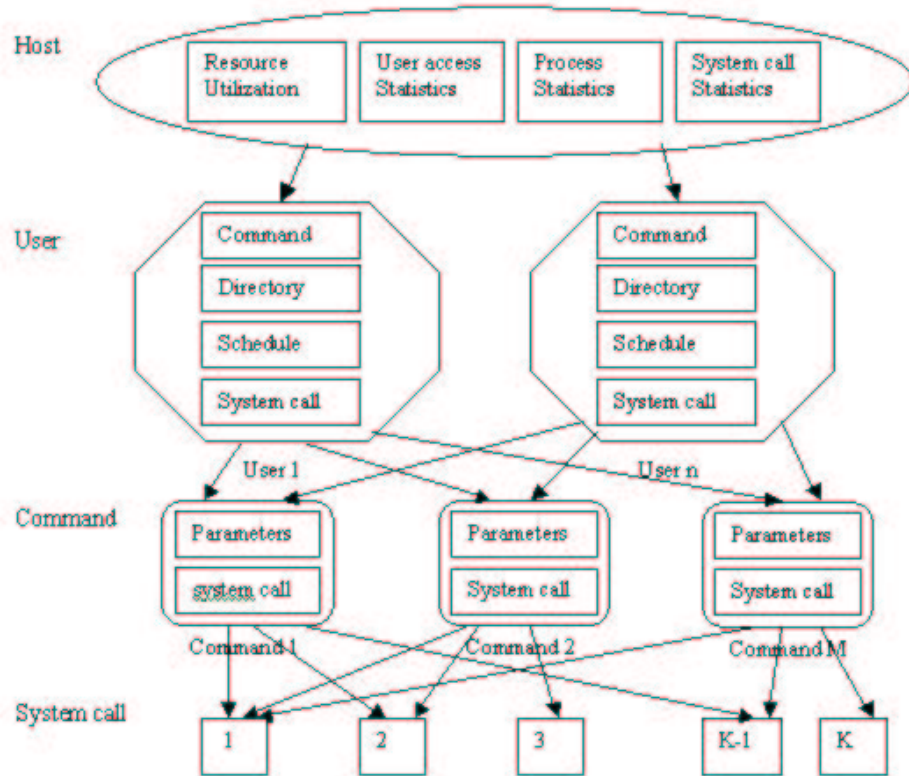 Host
Resource
Utilization
User access
Statistics
Process
Statistics
System call
Statistics
User
Command
Directory
Schedule
System call
Command
Directory
Schedule
System call
User 1
User n
Command
Parameters
system call
Parameters
System call
Parameters
System call
Command 1
Command 2
Command M
System call
1
2
3
K-1
K